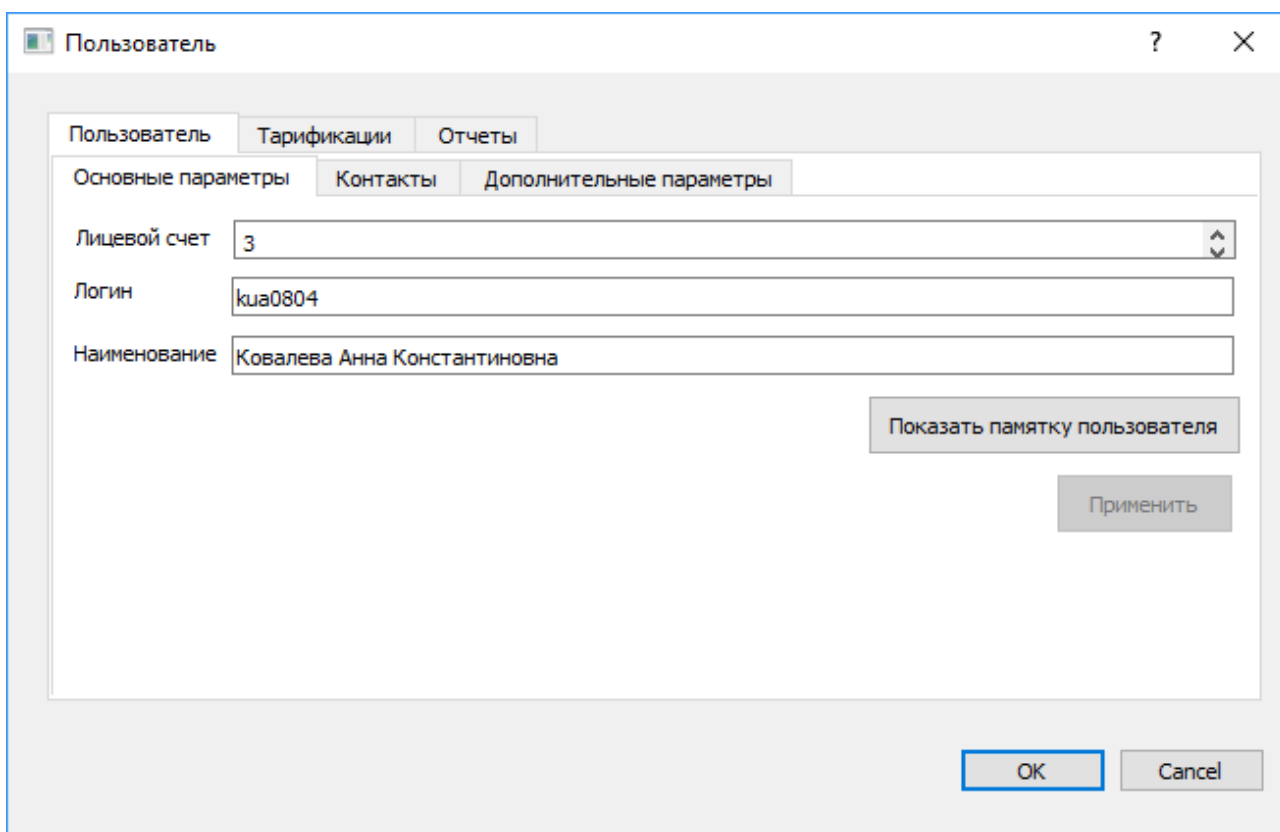 Пользователь
?
Пользователь Тарификации Отчеты
Основные параметры Контакты Дополнительные параметры
Лицевой счет 3
Логин kua0804
Наименование Ковалева Анна Константиновна
Показать памятку пользователя
Применить
OK Cancel